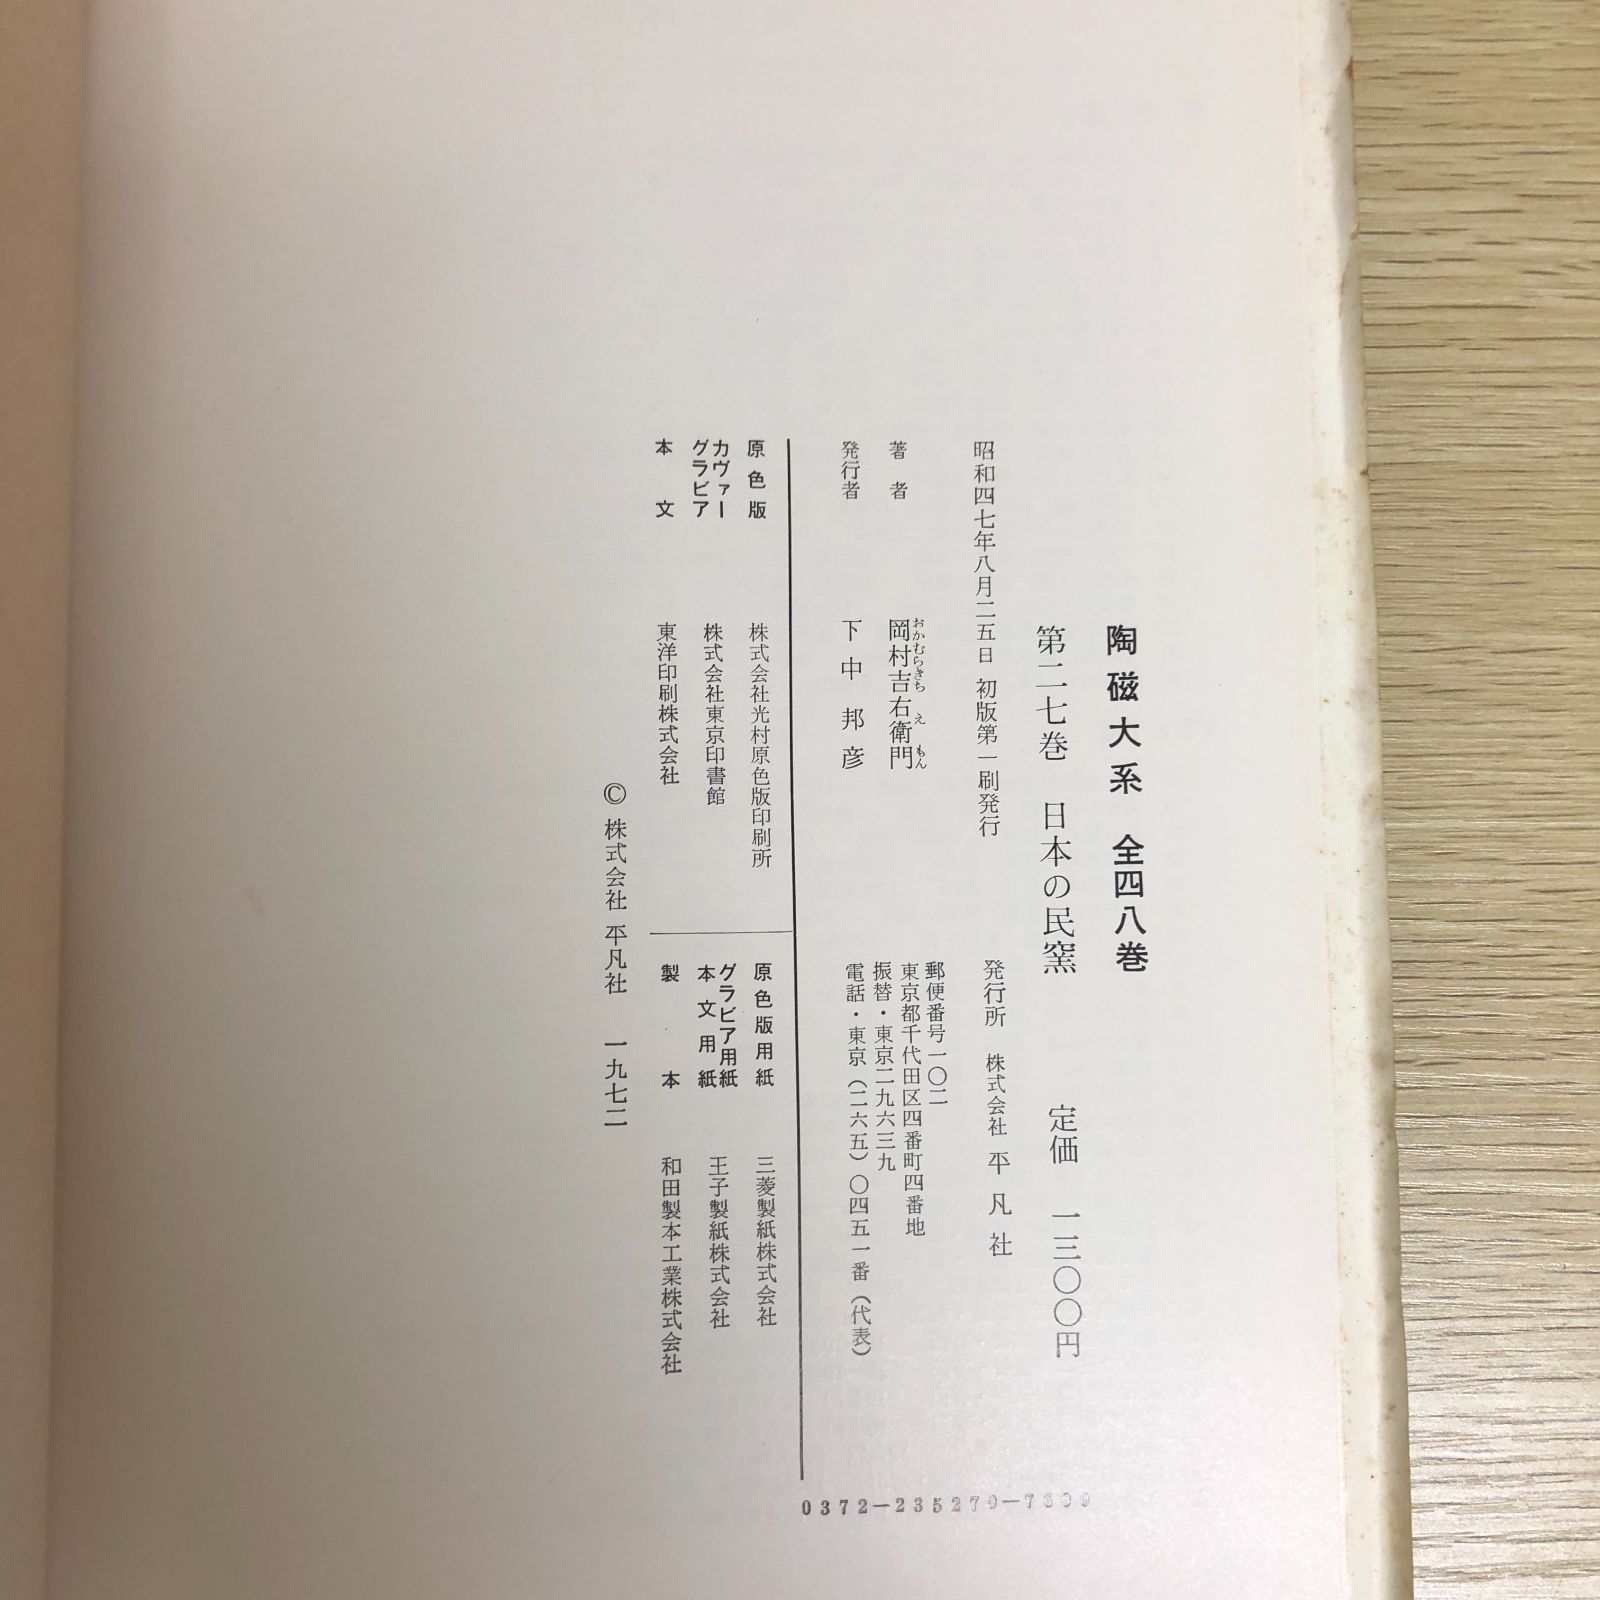 陶磁大系 全四八巻
第二七巻 日本の民窯 定価 一三〇〇円
昭和四七年八月二五日 初版第一刷発行
著者 岡村吉右衛門
おかむらきちえもん
発行者 下中邦彦
発行所 株式会社 平凡社
郵便番号一〇二
東京都千代田区四番町四番地
振替・東京二九六三九
電話・東京(二六五)〇四五一番(代表)
原色版 株式会社光村原色版印刷所
カヴァー
グラビア 株式会社東京印書館
本文 東洋印刷株式会社
原色版用紙 三菱製紙株式会社
グラビア用紙
本文用紙 王子製紙株式会社
製本 和田製本工業株式会社
© 株式会社 平凡社 一九七二
0372-235270-7600